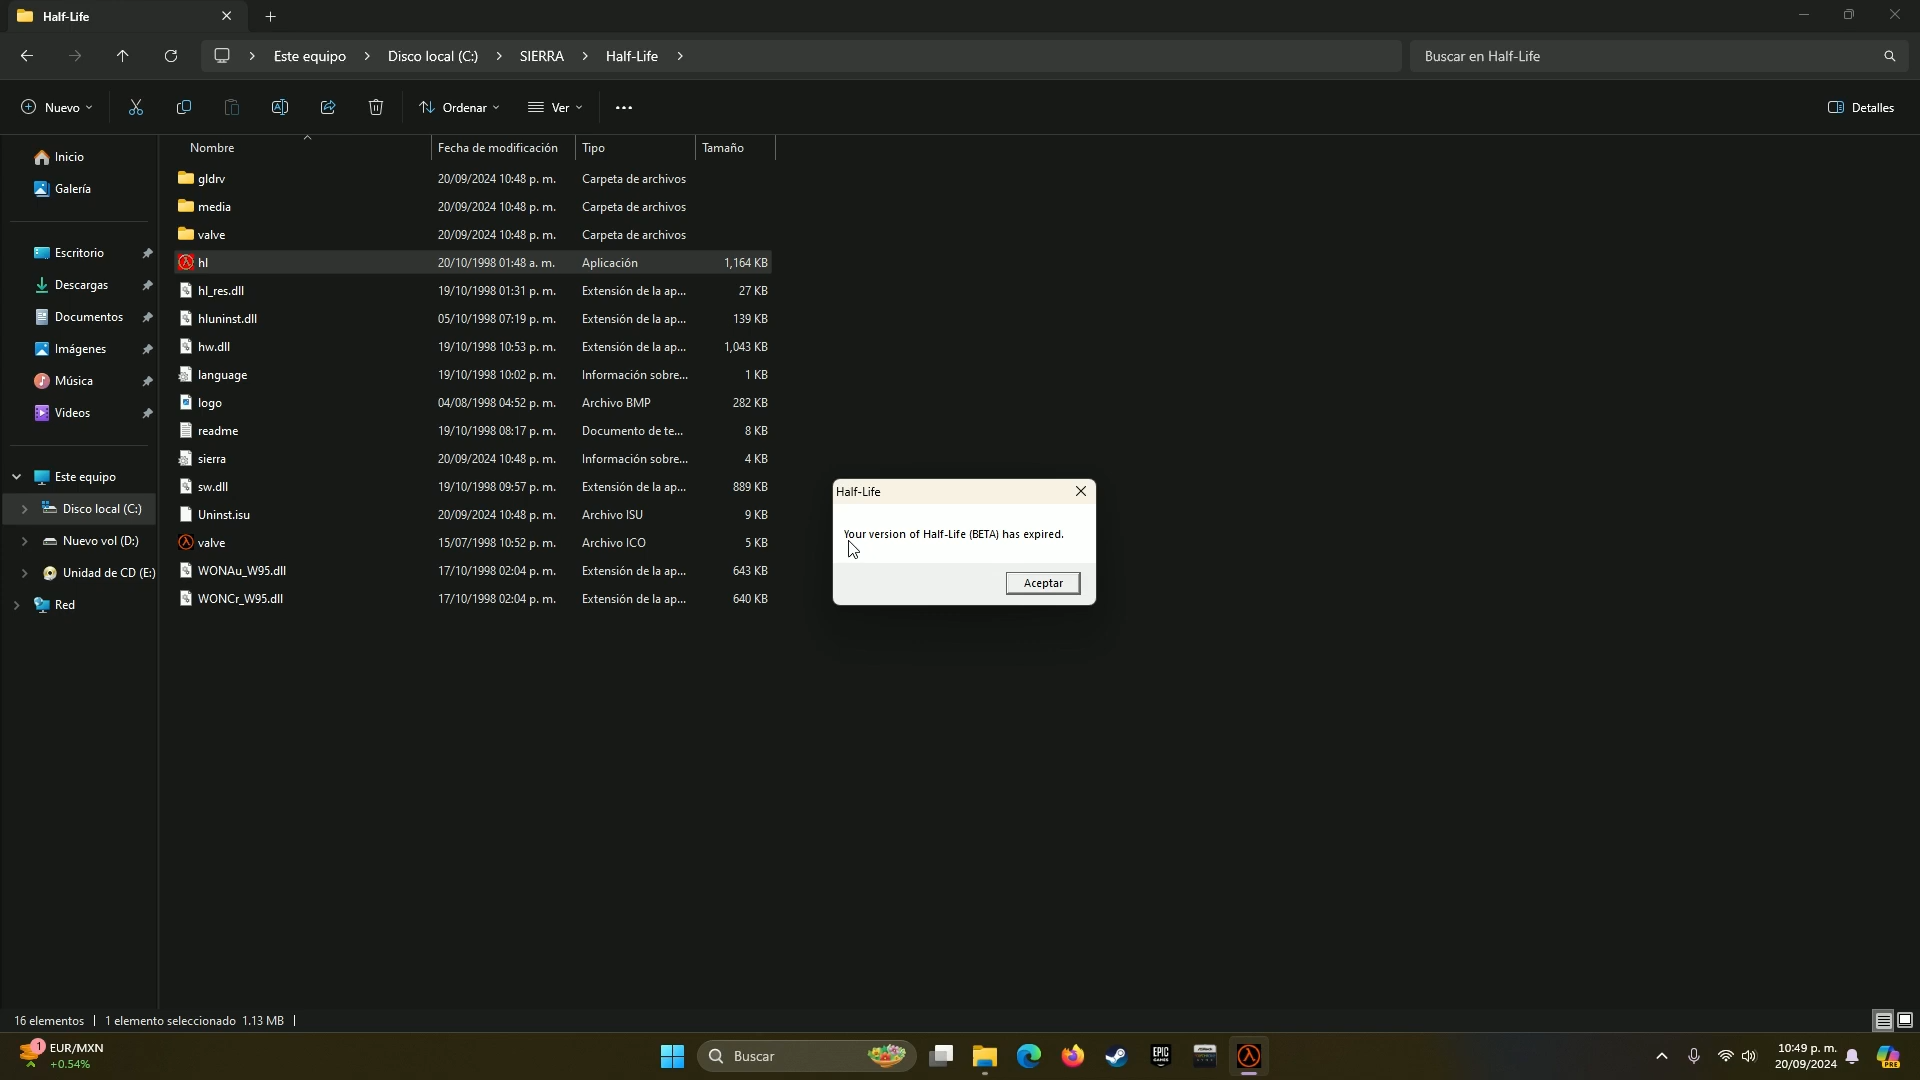 Half-Life
Este equipo
Disco local (C:)
SIERRA
Half-Life
Buscar en Half-Life
Nuevo
Ordenar
Ver
Detalles
Inicio
Galería
Escritorio
Descargas
Documentos
Imágenes
Música
Videos
Este equipo
Disco local (C:)
Nuevo vol (D:)
Unidad de CD (E:)
Red
Nombre Fecha de modificación Tipo Tamaño
gldrv 20/09/2024 10:48 p. m. Carpeta de archivos
media 20/09/2024 10:48 p. m. Carpeta de archivos
valve 20/09/2024 10:48 p. m. Carpeta de archivos
hl 20/10/1998 01:48 a. m. Aplicación 1,164 KB
hl_res.dll 19/10/1998 01:31 p. m. Extensión de la ap... 27 KB
hluninst.dll 05/10/1998 07:19 p. m. Extensión de la ap... 139 KB
hw.dll 19/10/1998 10:53 p. m. Extensión de la ap... 1,043 KB
language 19/10/1998 10:02 p. m. Información sobre... 1 KB
logo 04/08/1998 04:52 p. m. Archivo BMP 282 KB
readme 19/10/1998 08:17 p. m. Documento de te... 8 KB
sierra 20/09/2024 10:48 p. m. Información sobre... 4 KB
sw.dll 19/10/1998 09:57 p. m. Extensión de la ap... 889 KB
Uninst.isu 20/09/2024 10:48 p. m. Archivo ISU 9 KB
valve 15/07/1998 10:52 p. m. Archivo ICO 5 KB
WONAu_W95.dll 17/10/1998 02:04 p. m. Extensión de la ap... 643 KB
WONCr_W95.dll 17/10/1998 02:04 p. m. Extensión de la ap... 640 KB
Half-Life
Your version of Half-Life (BETA) has expired.
Aceptar
16 elementos 1 elemento seleccionado 1.13 MB
1
EUR/MXN
+0.54%
Buscar
EPIC
GAMES
10:49 p. m.
20/09/2024
PRE